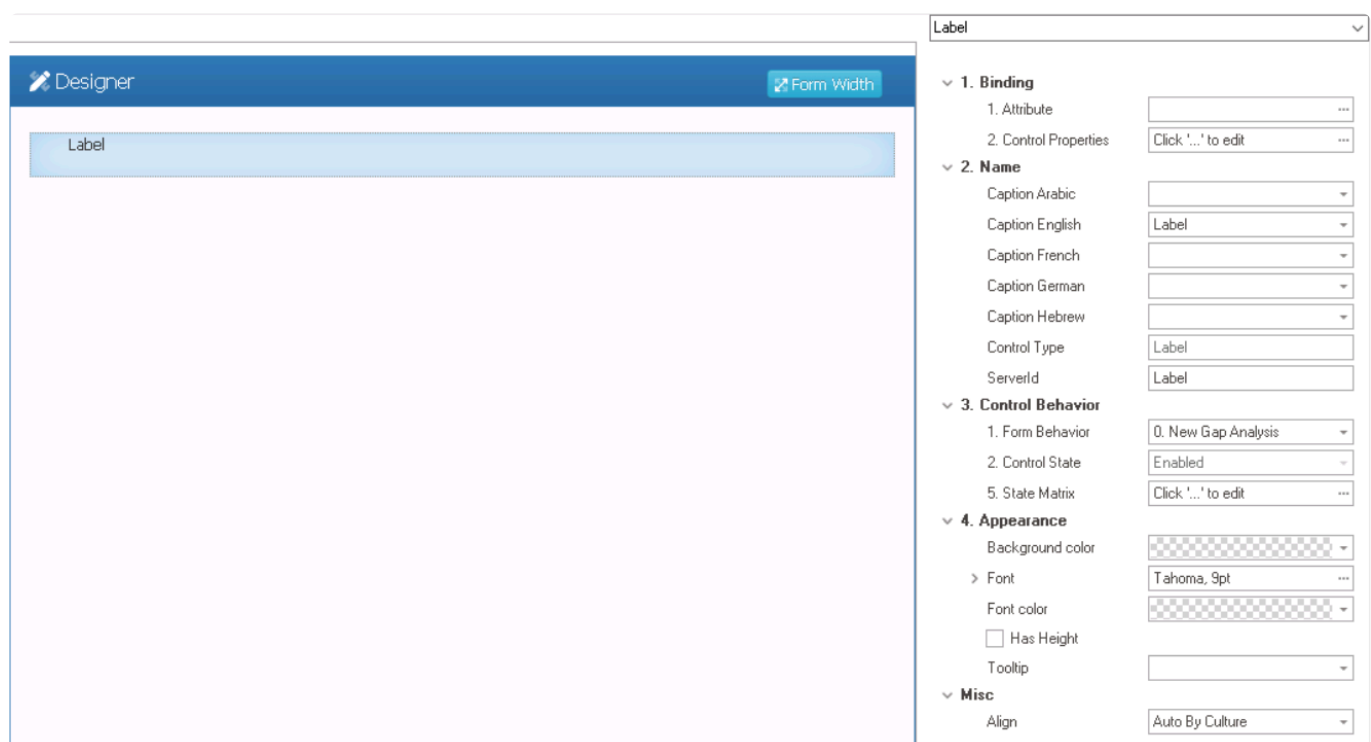 Label
Designer
Form Width
Label
1. Binding
1. Attribute ...
2. Control Properties Click '...' to edit ...
2. Name
Caption Arabic
Caption English Label
Caption French
Caption German
Caption Hebrew
Control Type Label
ServerId Label
3. Control Behavior
1. Form Behavior 0. New Gap Analysis
2. Control State Enabled
5. State Matrix Click '...' to edit ...
4. Appearance
Background color
Font Tahoma, 9pt ...
Font color
Has Height
Tooltip
Misc
Align Auto By Culture